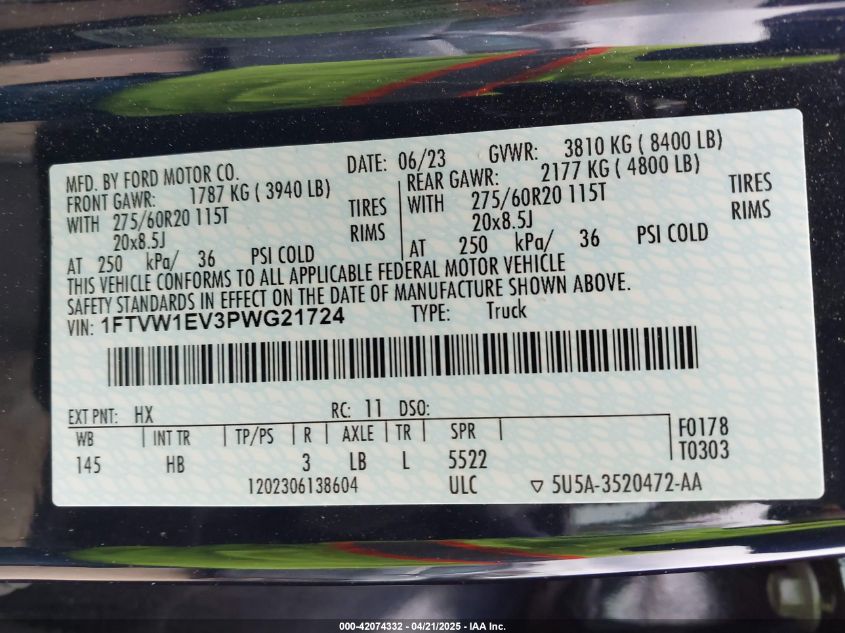 MFD. BY FORD MOTOR CO. DATE: 06/23 GVWR: 3810 KG ( 8400 LB)
FRONT GAWR: 1787 KG ( 3940 LB) REAR GAWR: 2177 KG ( 4800 LB)
WITH 275/60R20 115T TIRES WITH 275/60R20 115T TIRES
20x8.5J RIMS 20x8.5J RIMS
AT 250 kPa/ 36 PSI COLD AT 250 kPa/ 36 PSI COLD
THIS VEHICLE CONFORMS TO ALL APPLICABLE FEDERAL MOTOR VEHICLE
SAFETY STANDARDS IN EFFECT ON THE DATE OF MANUFACTURE SHOWN ABOVE.
VIN: 1FTVW1EV3PWG21724 TYPE: Truck
EXT PNT: HX RC: 11 DSO:
WB INT TR TP/PS R AXLE TR SPR F0178
145 HB 3 LB L 5522 T0303
1202306138604 ULC ▽ 5U5A-3520472-AA
000-42074332 - 04/21/2025 - IAA Inc.